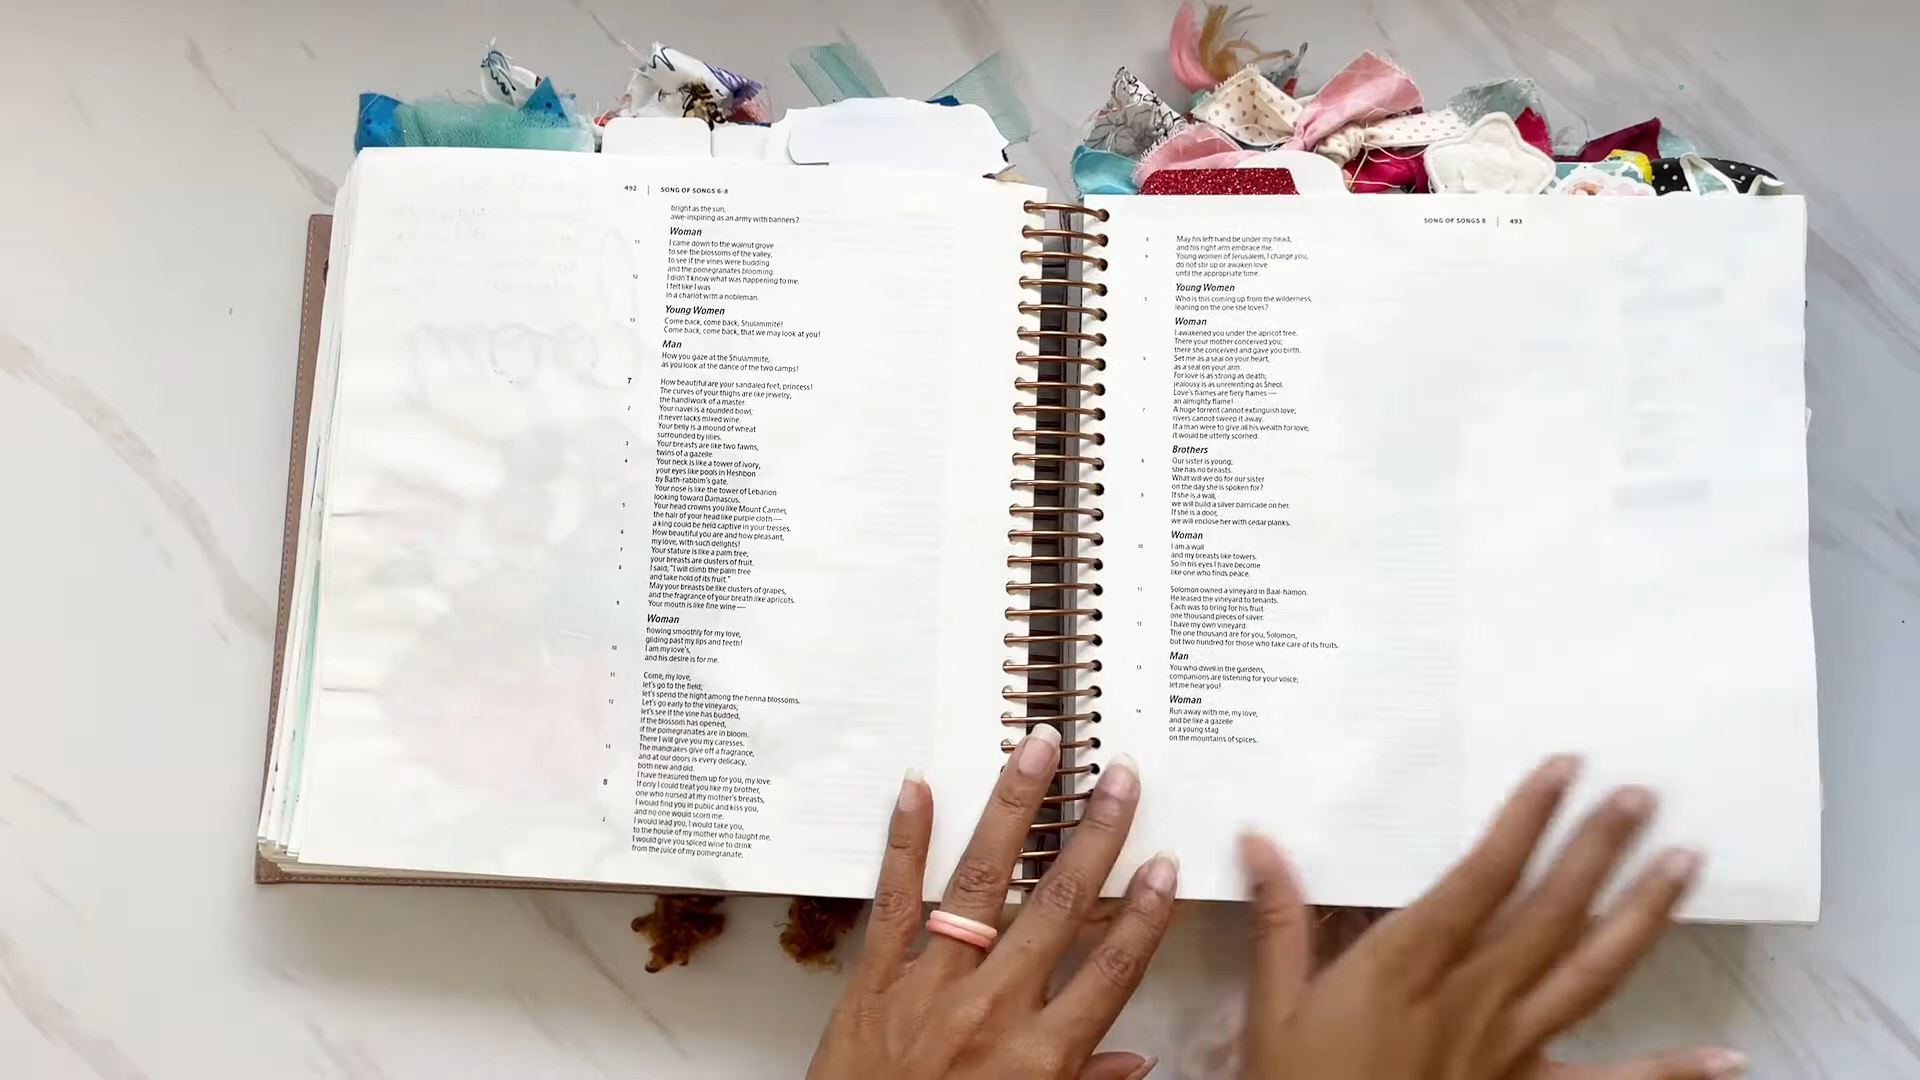 492 | SONG OF SONGS 6-8
bright as the sun,
awe-inspiring as an army with banners?
Woman
11 I came down to the walnut grove
to see the blossoms of the valley,
to see if the vines were budding
and the pomegranates blooming.
12 I didn't know what was happening to me.
I felt like I was
in a chariot with a nobleman.
Young Women
13 Come back, come back, Shulammite!
Come back, come back, that we may look at you!
Man
How you gaze at the Shulammite,
as you look at the dance of the two camps!
7 How beautiful are your sandaled feet, princess!
The curves of your thighs are like jewelry,
the handiwork of a master.
2 Your navel is a rounded bowl;
it never lacks mixed wine.
Your belly is a mound of wheat
surrounded by lilies.
3 Your breasts are like two fawns,
twins of a gazelle.
4 Your neck is like a tower of ivory,
your eyes like pools in Heshbon
by Bath-rabbim's gate.
Your nose is like the tower of Lebanon
looking toward Damascus.
5 Your head crowns you like Mount Carmel,
the hair of your head like purple cloth—
a king could be held captive in your tresses.
6 How beautiful you are and how pleasant,
my love, with such delights!
7 Your stature is like a palm tree;
your breasts are clusters of fruit.
8 I said, "I will climb the palm tree
and take hold of its fruit."
May your breasts be like clusters of grapes,
and the fragrance of your breath like apricots.
9 Your mouth is like fine wine—
Woman
flowing smoothly for my love,
gliding past my lips and teeth!
10 I am my love's,
and his desire is for me.
11 Come, my love,
let's go to the field;
let's spend the night among the henna blossoms.
12 Let's go early to the vineyards;
let's see if the vine has budded,
if the blossom has opened,
if the pomegranates are in bloom.
There I will give you my caresses.
13 The mandrakes give off a fragrance,
and at our doors is every delicacy,
both new and old.
I have treasured them up for you, my love.
8 If only I could treat you like my brother,
one who nursed at my mother's breasts,
I would find you in public and kiss you,
and no one would scorn me.
2 I would lead you, I would take you,
to the house of my mother who taught me.
I would give you spiced wine to drink
from the juice of my pomegranate.
SONG OF SONGS 8 | 493
3 May his left hand be under my head,
and his right arm embrace me.
4 Young women of Jerusalem, I charge you,
do not stir up or awaken love
until the appropriate time.
Young Women
5 Who is this coming up from the wilderness,
leaning on the one she loves?
Woman
I awakened you under the apricot tree.
There your mother conceived you;
there she conceived and gave you birth.
6 Set me as a seal on your heart,
as a seal on your arm.
For love is as strong as death;
jealousy is as unrelenting as Sheol.
Love's flames are fiery flames—
an almighty flame!
7 A huge torrent cannot extinguish love;
rivers cannot sweep it away.
If a man were to give all his wealth for love,
it would be utterly scorned.
Brothers
8 Our sister is young;
she has no breasts.
What will we do for our sister
on the day she is spoken for?
9 If she is a wall,
we will build a silver barricade on her.
If she is a door,
we will enclose her with cedar planks.
Woman
10 I am a wall
and my breasts like towers.
So in his eyes I have become
like one who finds peace.
11 Solomon owned a vineyard in Baal-hamon.
He leased the vineyard to tenants.
Each was to bring for his fruit
one thousand pieces of silver.
12 I have my own vineyard.
The one thousand are for you, Solomon,
but two hundred for those who take care of its fruits.
Man
13 You who dwell in the gardens,
companions are listening for your voice;
let me hear you!
Woman
14 Run away with me, my love,
and be like a gazelle
or a young stag
on the mountains of spices.